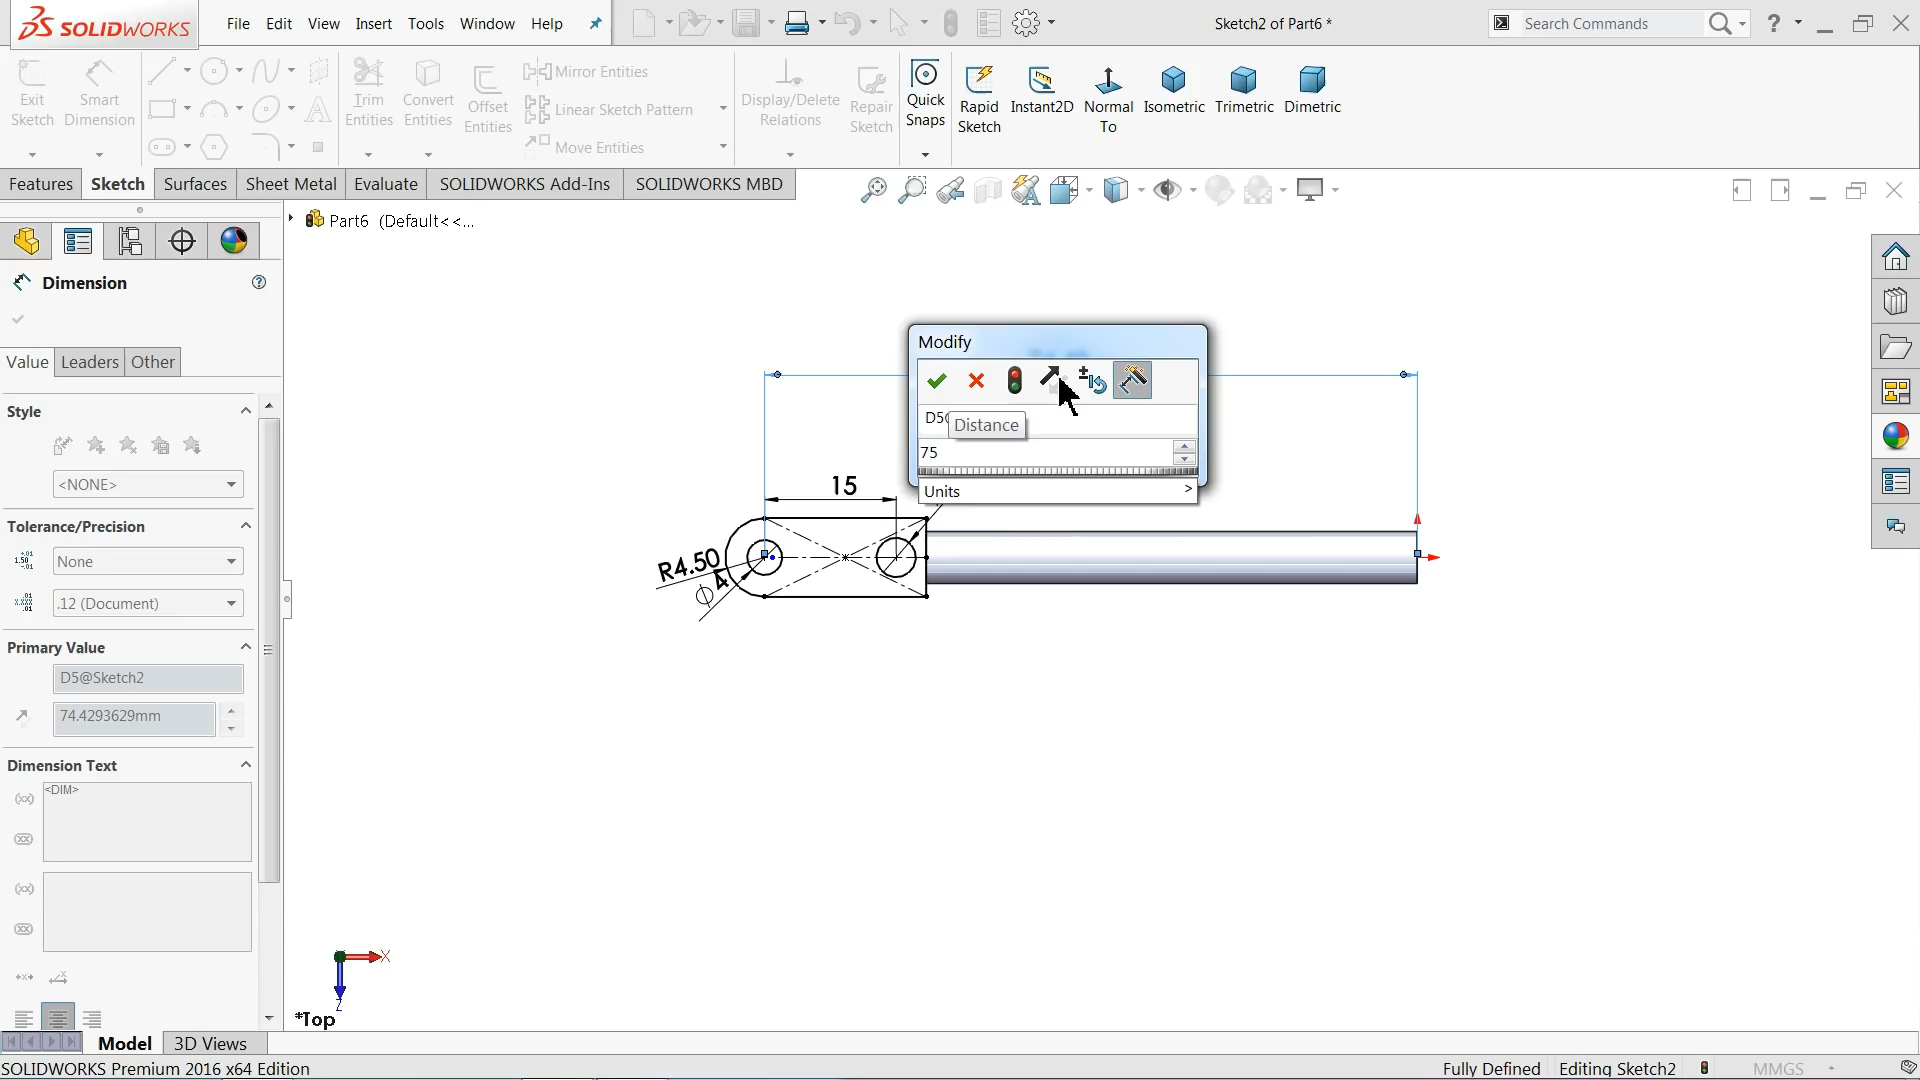 SOLIDWORKS
File Edit View Insert Tools Window Help
Sketch2 of Part6 *
Search Commands
?
Exit Sketch
Smart Dimension
Trim Entities
Convert Entities
Offset Entities
Mirror Entities
Linear Sketch Pattern
Move Entities
Display/Delete Relations
Repair Sketch
Quick Snaps
Rapid Sketch
Instant2D
Normal To
Isometric
Trimetric
Dimetric
Features Sketch Surfaces Sheet Metal Evaluate SOLIDWORKS Add-Ins SOLIDWORKS MBD
Part6 (Default<<...
Dimension
Value Leaders Other
Style
<NONE>
Tolerance/Precision
None
.12 (Document)
Primary Value
D5@Sketch2
74.4293629mm
Dimension Text
<DIM>
Modify
Distance
75
Units >
15
R4.50
∅4
X
Z
*Top
Model 3D Views
SOLIDWORKS Premium 2016 x64 Edition
Fully Defined Editing Sketch2 MMGS